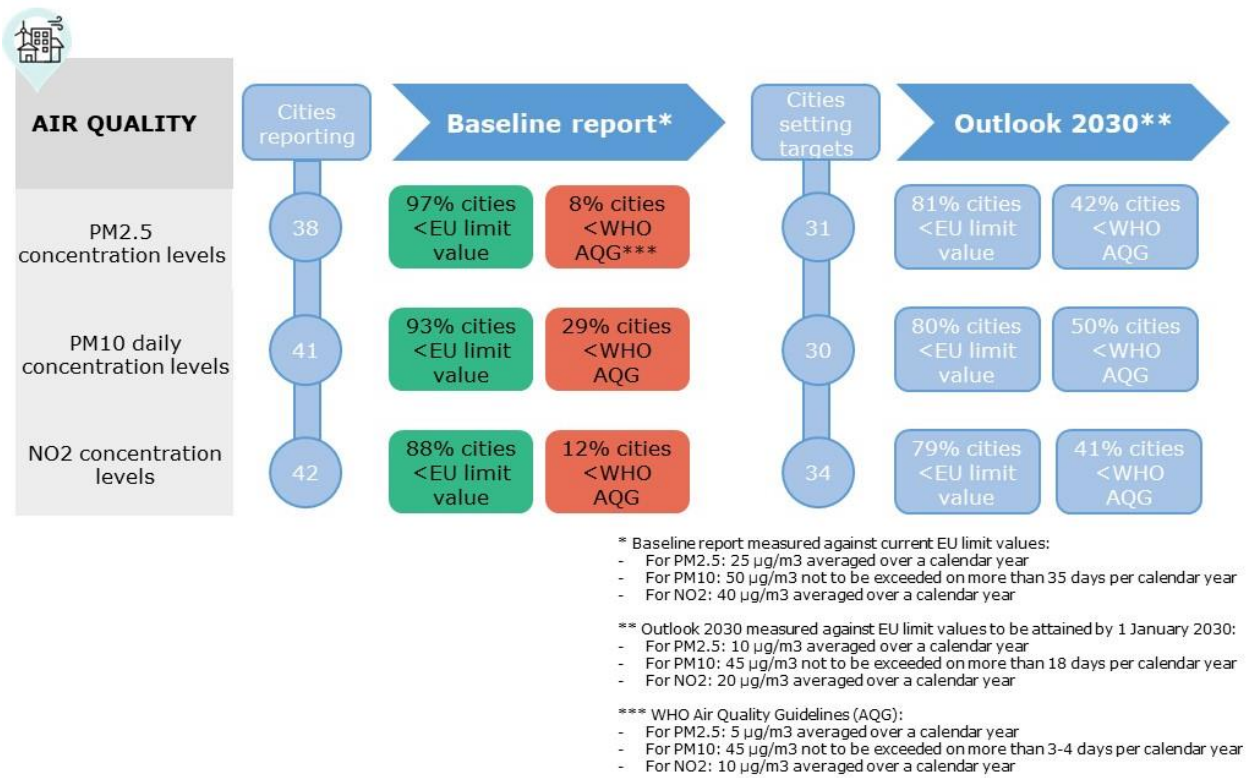 AIR QUALITY
Cities
reporting
Baseline report*
Cities
setting
targets
Outlook 2030**
PM2.5
concentration levels
38
97% cities
<EU limit
value
8% cities
<WHO
AQG***
31
81% cities
<EU limit
value
42% cities
<WHO
AQG
PM10 daily
concentration levels
41
93% cities
<EU limit
value
29% cities
<WHO
AQG
30
80% cities
<EU limit
value
50% cities
<WHO
AQG
NO2 concentration
levels
42
88% cities
<EU limit
value
12% cities
<WHO
AQG
34
79% cities
<EU limit
value
41% cities
<WHO
AQG
* Baseline report measured against current EU limit values:
- For PM2.5: 25 µg/m3 averaged over a calendar year
- For PM10: 50 µg/m3 not to be exceeded on more than 35 days per calendar year
- For NO2: 40 µg/m3 averaged over a calendar year
** Outlook 2030 measured against EU limit values to be attained by 1 January 2030:
- For PM2.5: 10 µg/m3 averaged over a calendar year
- For PM10: 45 µg/m3 not to be exceeded on more than 18 days per calendar year
- For NO2: 20 µg/m3 averaged over a calendar year
*** WHO Air Quality Guidelines (AQG):
- For PM2.5: 5 µg/m3 averaged over a calendar year
- For PM10: 45 µg/m3 not to be exceeded on more than 3-4 days per calendar year
- For NO2: 10 µg/m3 averaged over a calendar year